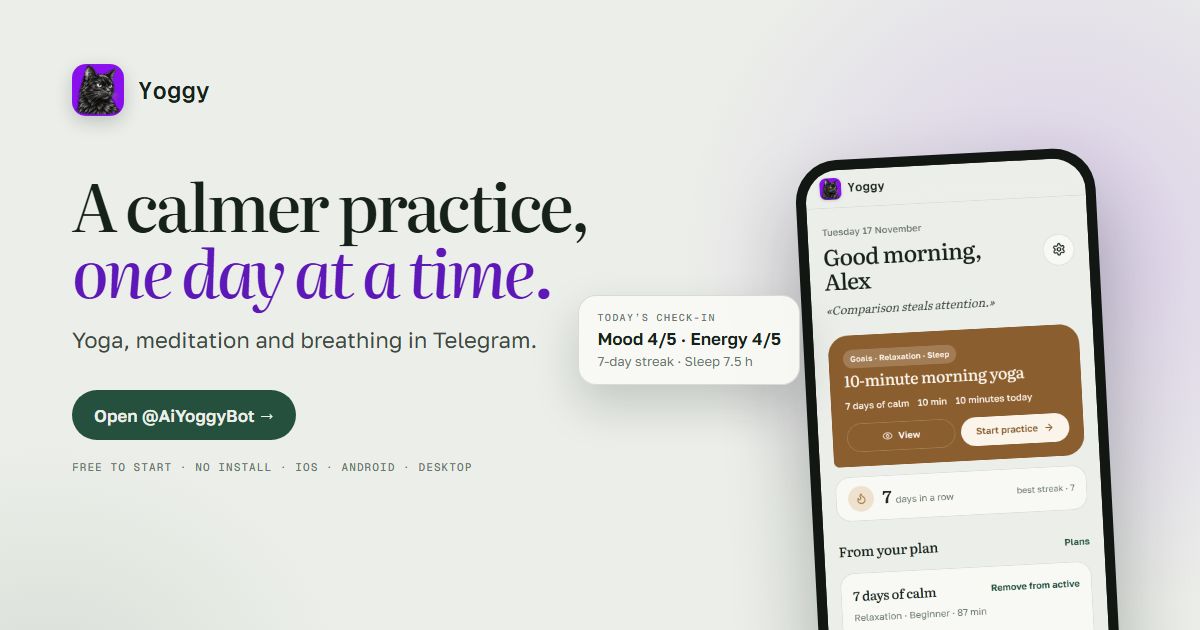 Yoggy
A calmer practice,
one day at a time.
Yoga, meditation and breathing in Telegram.
Open @AiYoggyBot →
FREE TO START · NO INSTALL · IOS · ANDROID · DESKTOP
TODAY'S CHECK-IN
Mood 4/5 · Energy 4/5
7-day streak · Sleep 7.5 h
Yoggy
Tuesday 17 November
Good morning,
Alex
«Comparison steals attention.»
Goals · Relaxation · Sleep
10-minute morning yoga
7 days of calm 10 min 10 minutes today
View Start practice →
7 days in a row best streak · 7
From your plan Plans
7 days of calm Remove from active
Relaxation · Beginner · 87 min